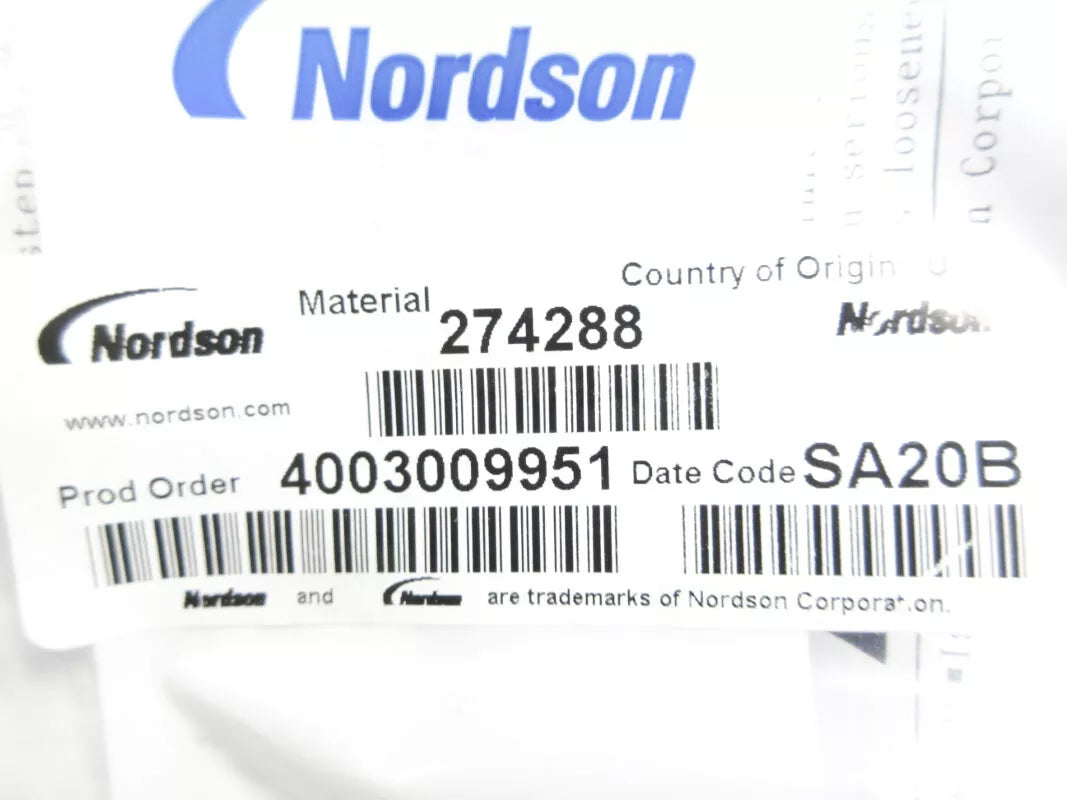 Nordson
Country of Origin:
Material 274288
Nordson
Nordson
www.nordson.com
Prod Order 4003009951 Date Code SA20B
Nordson and Nordson are trademarks of Nordson Corporation.